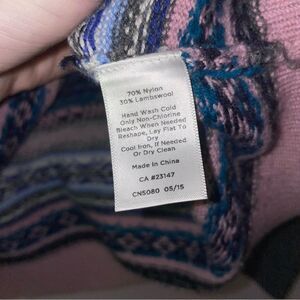 70% Nylon
30% Lambswool
Hand Wash Cold
Only Non-Chlorine
Bleach When Needed
Reshape, Lay Flat To
Dry
Cool Iron, If Needed
Or Dry Clean
Made In China
CA #23147
CN5080 05/15